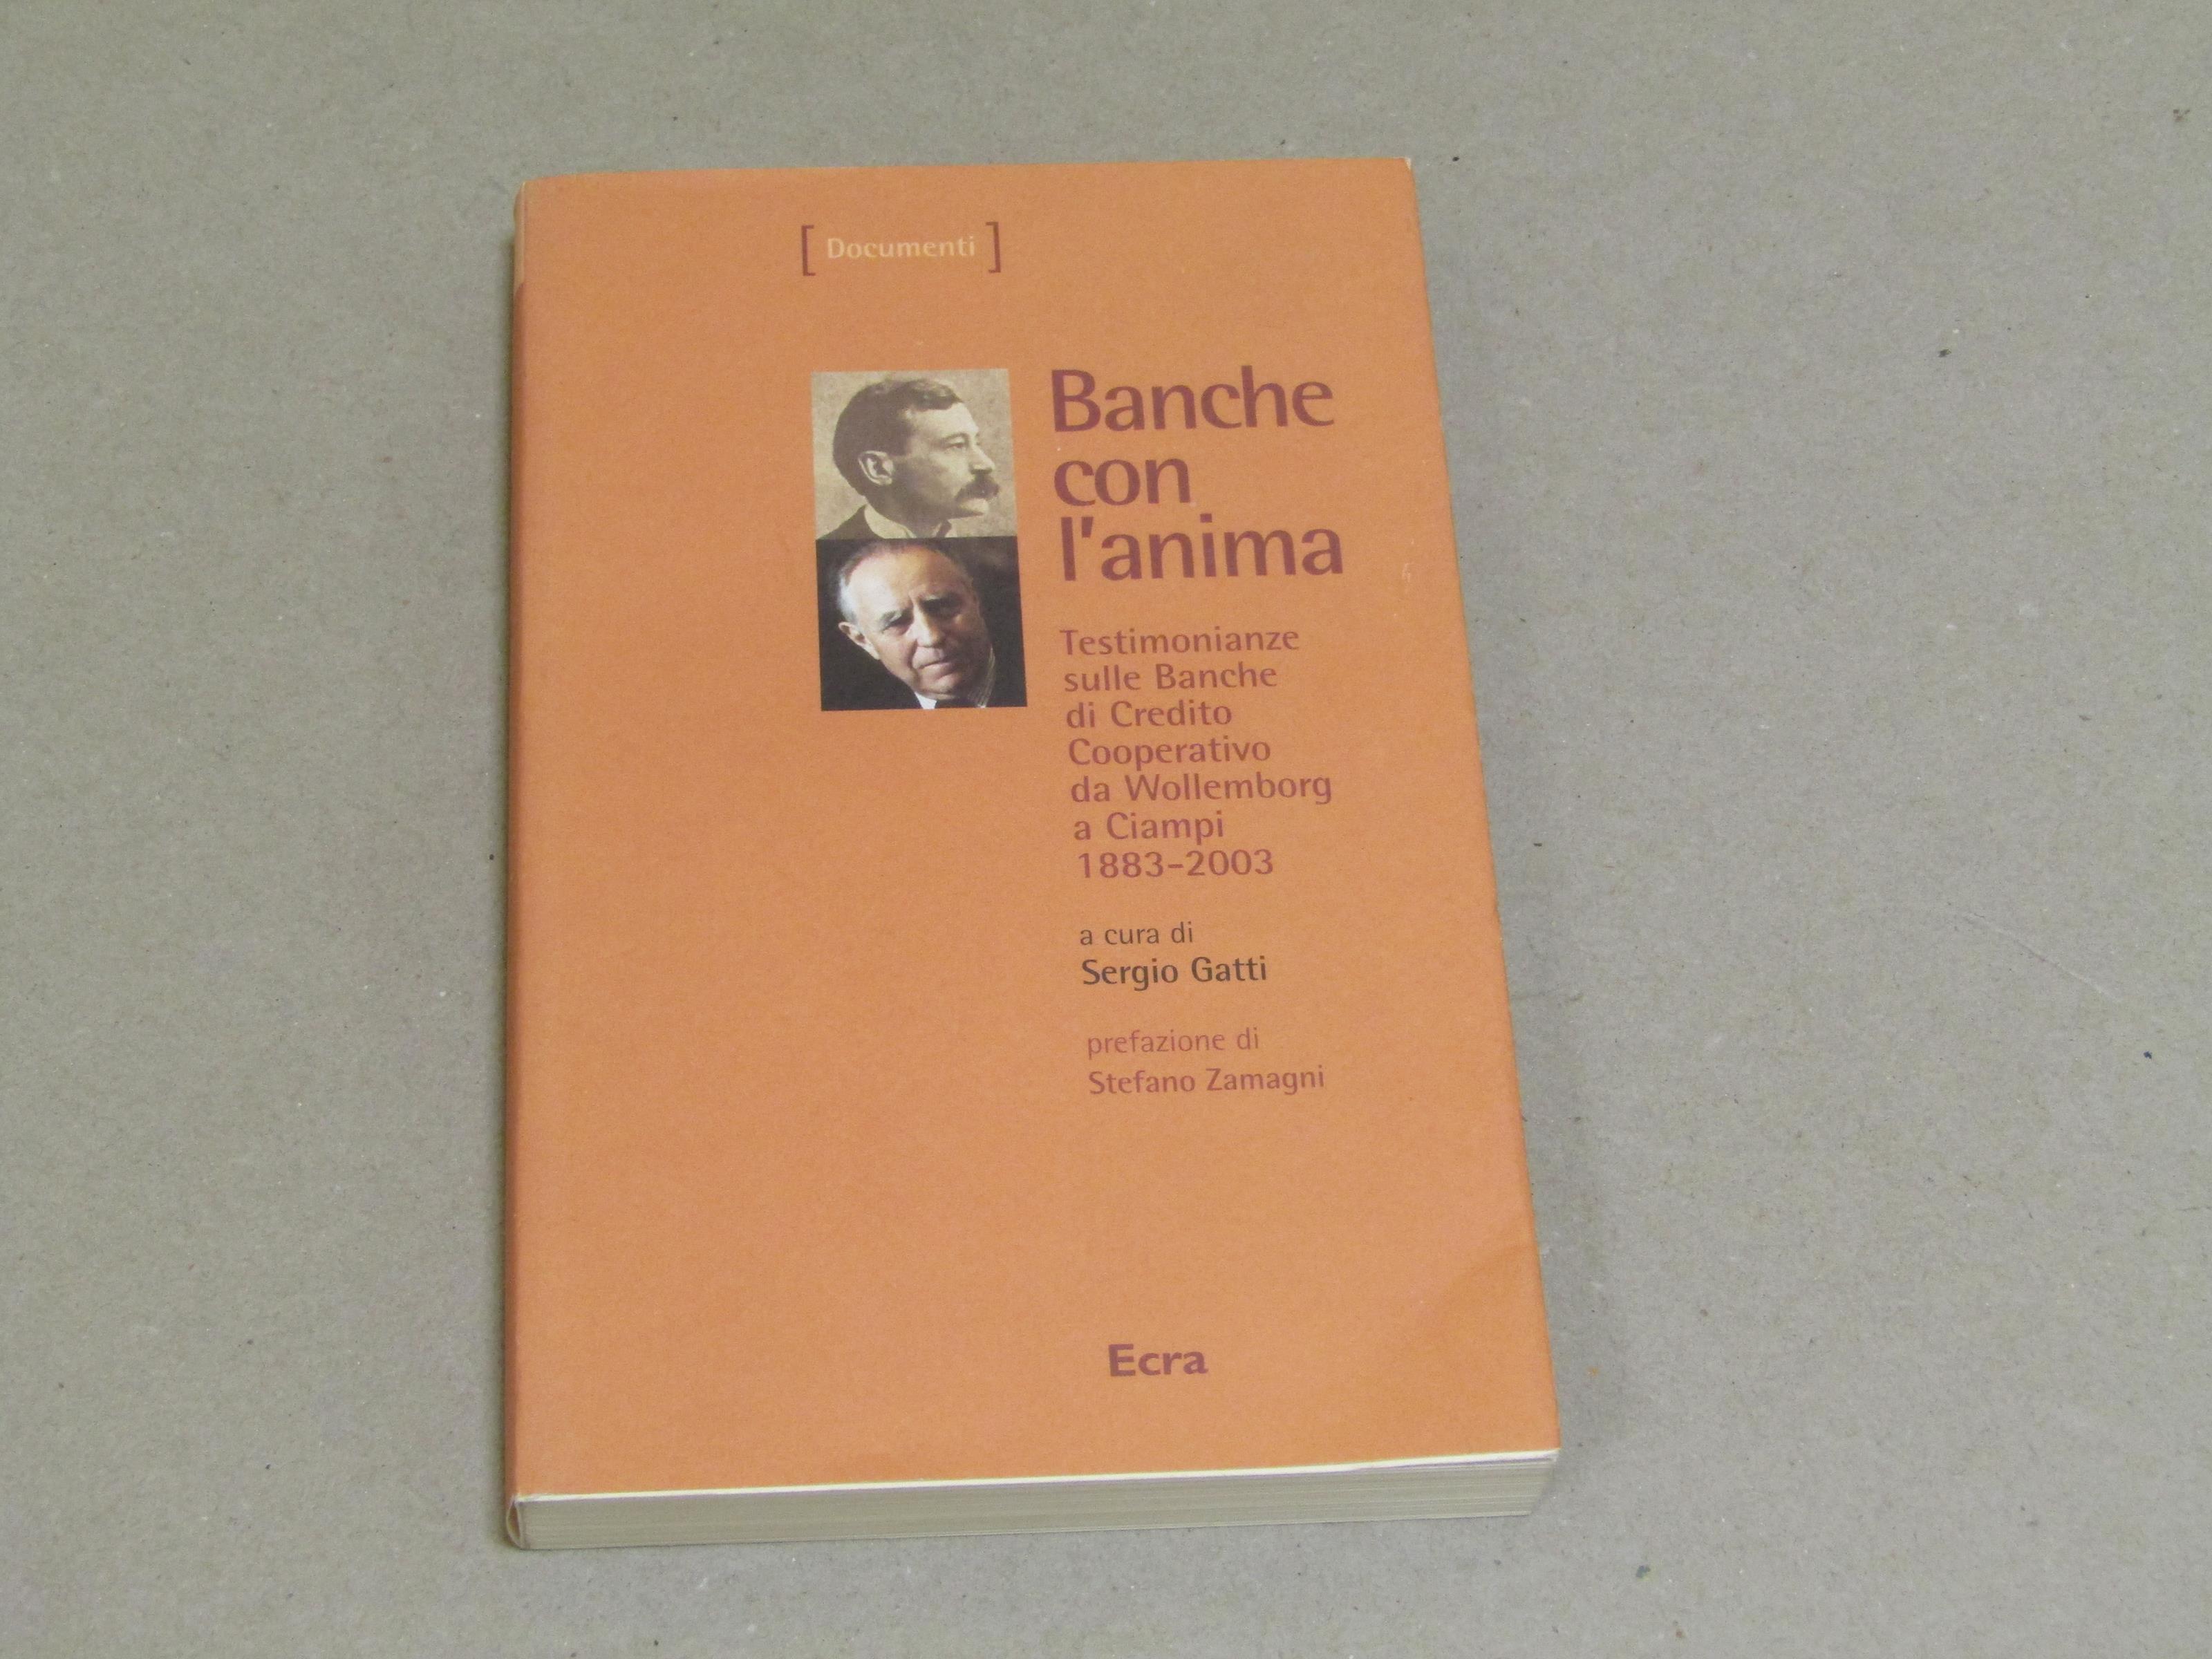 [ Documenti ]
Banche
con
l'anima
Testimonianze
sulle Banche
di Credito
Cooperativo
da Wollemborg
a Ciampi
1883-2003
a cura di
Sergio Gatti
prefazione di
Stefano Zamagni
Ecra